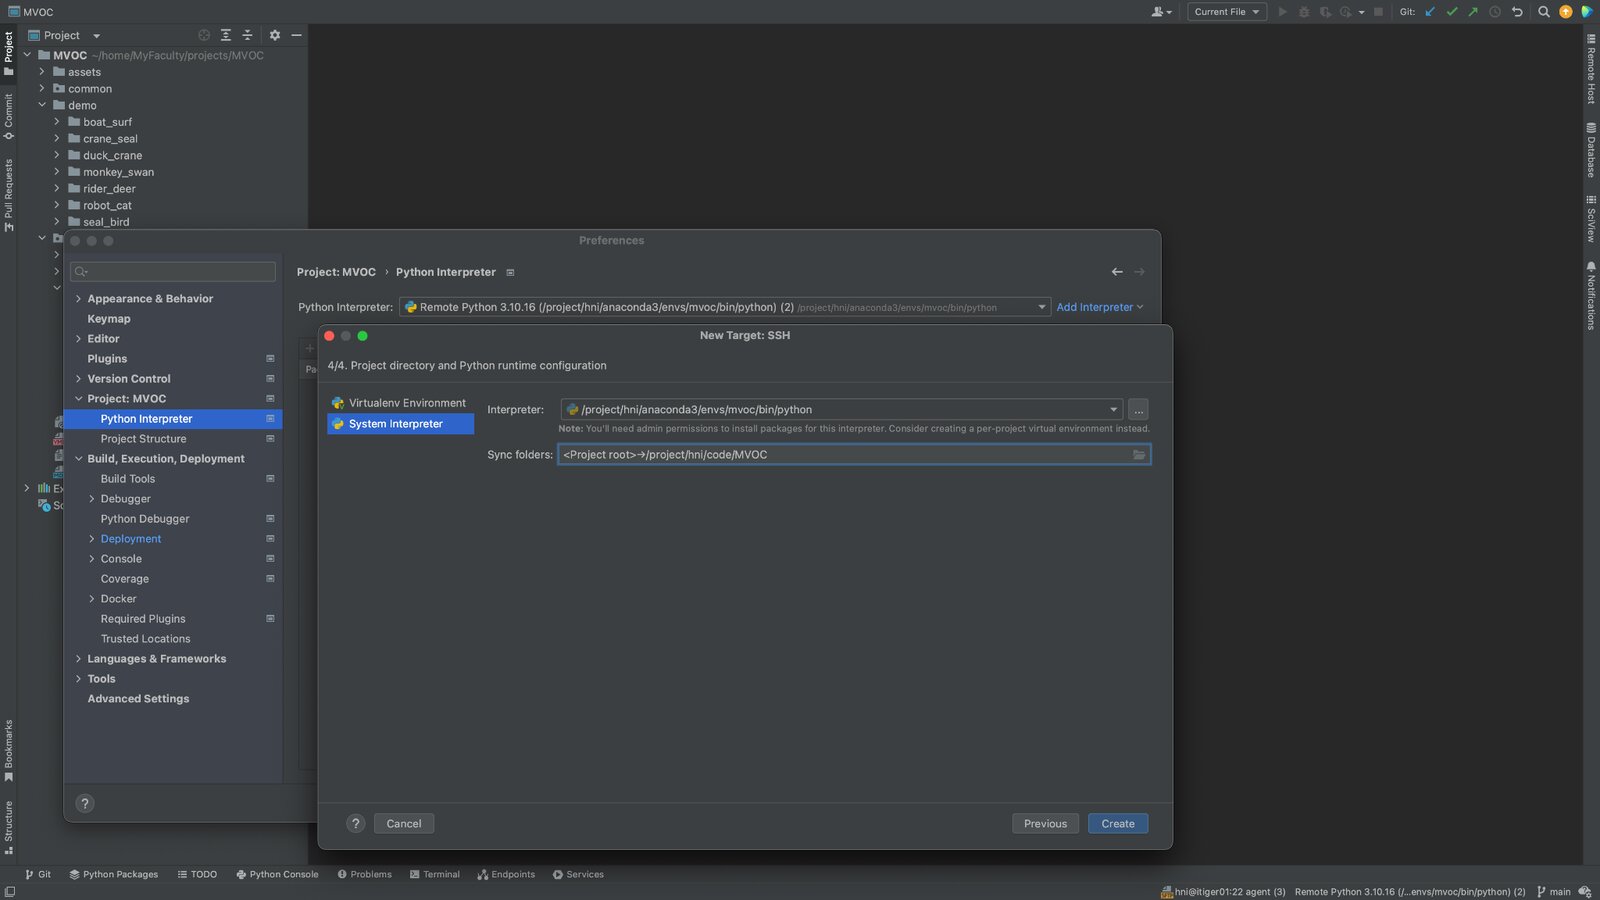 MVOC
Current File
Git:
Project
MVOC ~/home/MyFaculty/projects/MVOC
assets
common
demo
boat_surf
crane_seal
duck_crane
monkey_swan
rider_deer
robot_cat
seal_bird
Project
Commit
Pull Requests
Bookmarks
Structure
Remote Host
Database
SciView
Notifications
Preferences
Project: MVOC › Python Interpreter
Python Interpreter: Remote Python 3.10.16 (/project/hni/anaconda3/envs/mvoc/bin/python) (2) /project/hni/anaconda3/envs/mvoc/bin/python Add Interpreter
Appearance & Behavior
Keymap
Editor
Plugins
Version Control
Project: MVOC
Python Interpreter
Project Structure
Build, Execution, Deployment
Build Tools
Debugger
Python Debugger
Deployment
Console
Coverage
Docker
Required Plugins
Trusted Locations
Languages & Frameworks
Tools
Advanced Settings
?
New Target: SSH
4/4. Project directory and Python runtime configuration
Virtualenv Environment
System Interpreter
Interpreter: /project/hni/anaconda3/envs/mvoc/bin/python ...
Note: You'll need admin permissions to install packages for this interpreter. Consider creating a per-project virtual environment instead.
Sync folders: <Project root>→/project/hni/code/MVOC
? Cancel Previous Create
Git Python Packages TODO Python Console Problems Terminal Endpoints Services
hni@itiger01:22 agent (3) Remote Python 3.10.16 (/...envs/mvoc/bin/python) (2) main